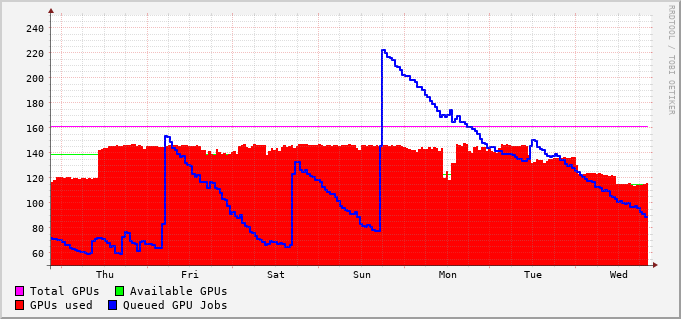 RRDTOOL / TOBI OETIKER
240
220
200
180
160
140
120
100
80
60
Thu Fri Sat Sun Mon Tue Wed
Total GPUs Available GPUs
GPUs used Queued GPU Jobs